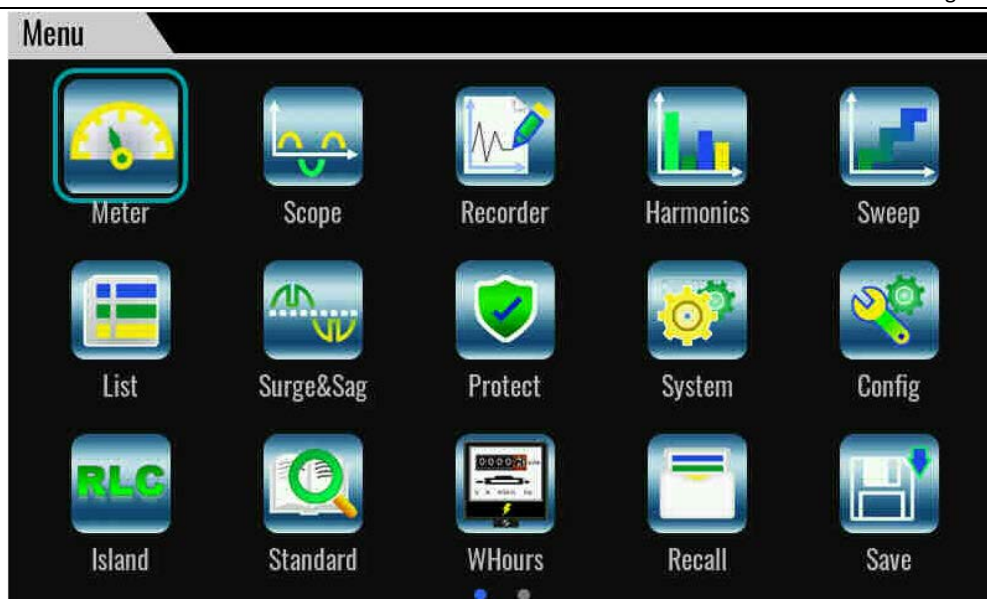 Menu
Meter Scope Recorder Harmonics Sweep
List Surge&Sag Protect System Config
RLC
Island Standard WHours Recall Save